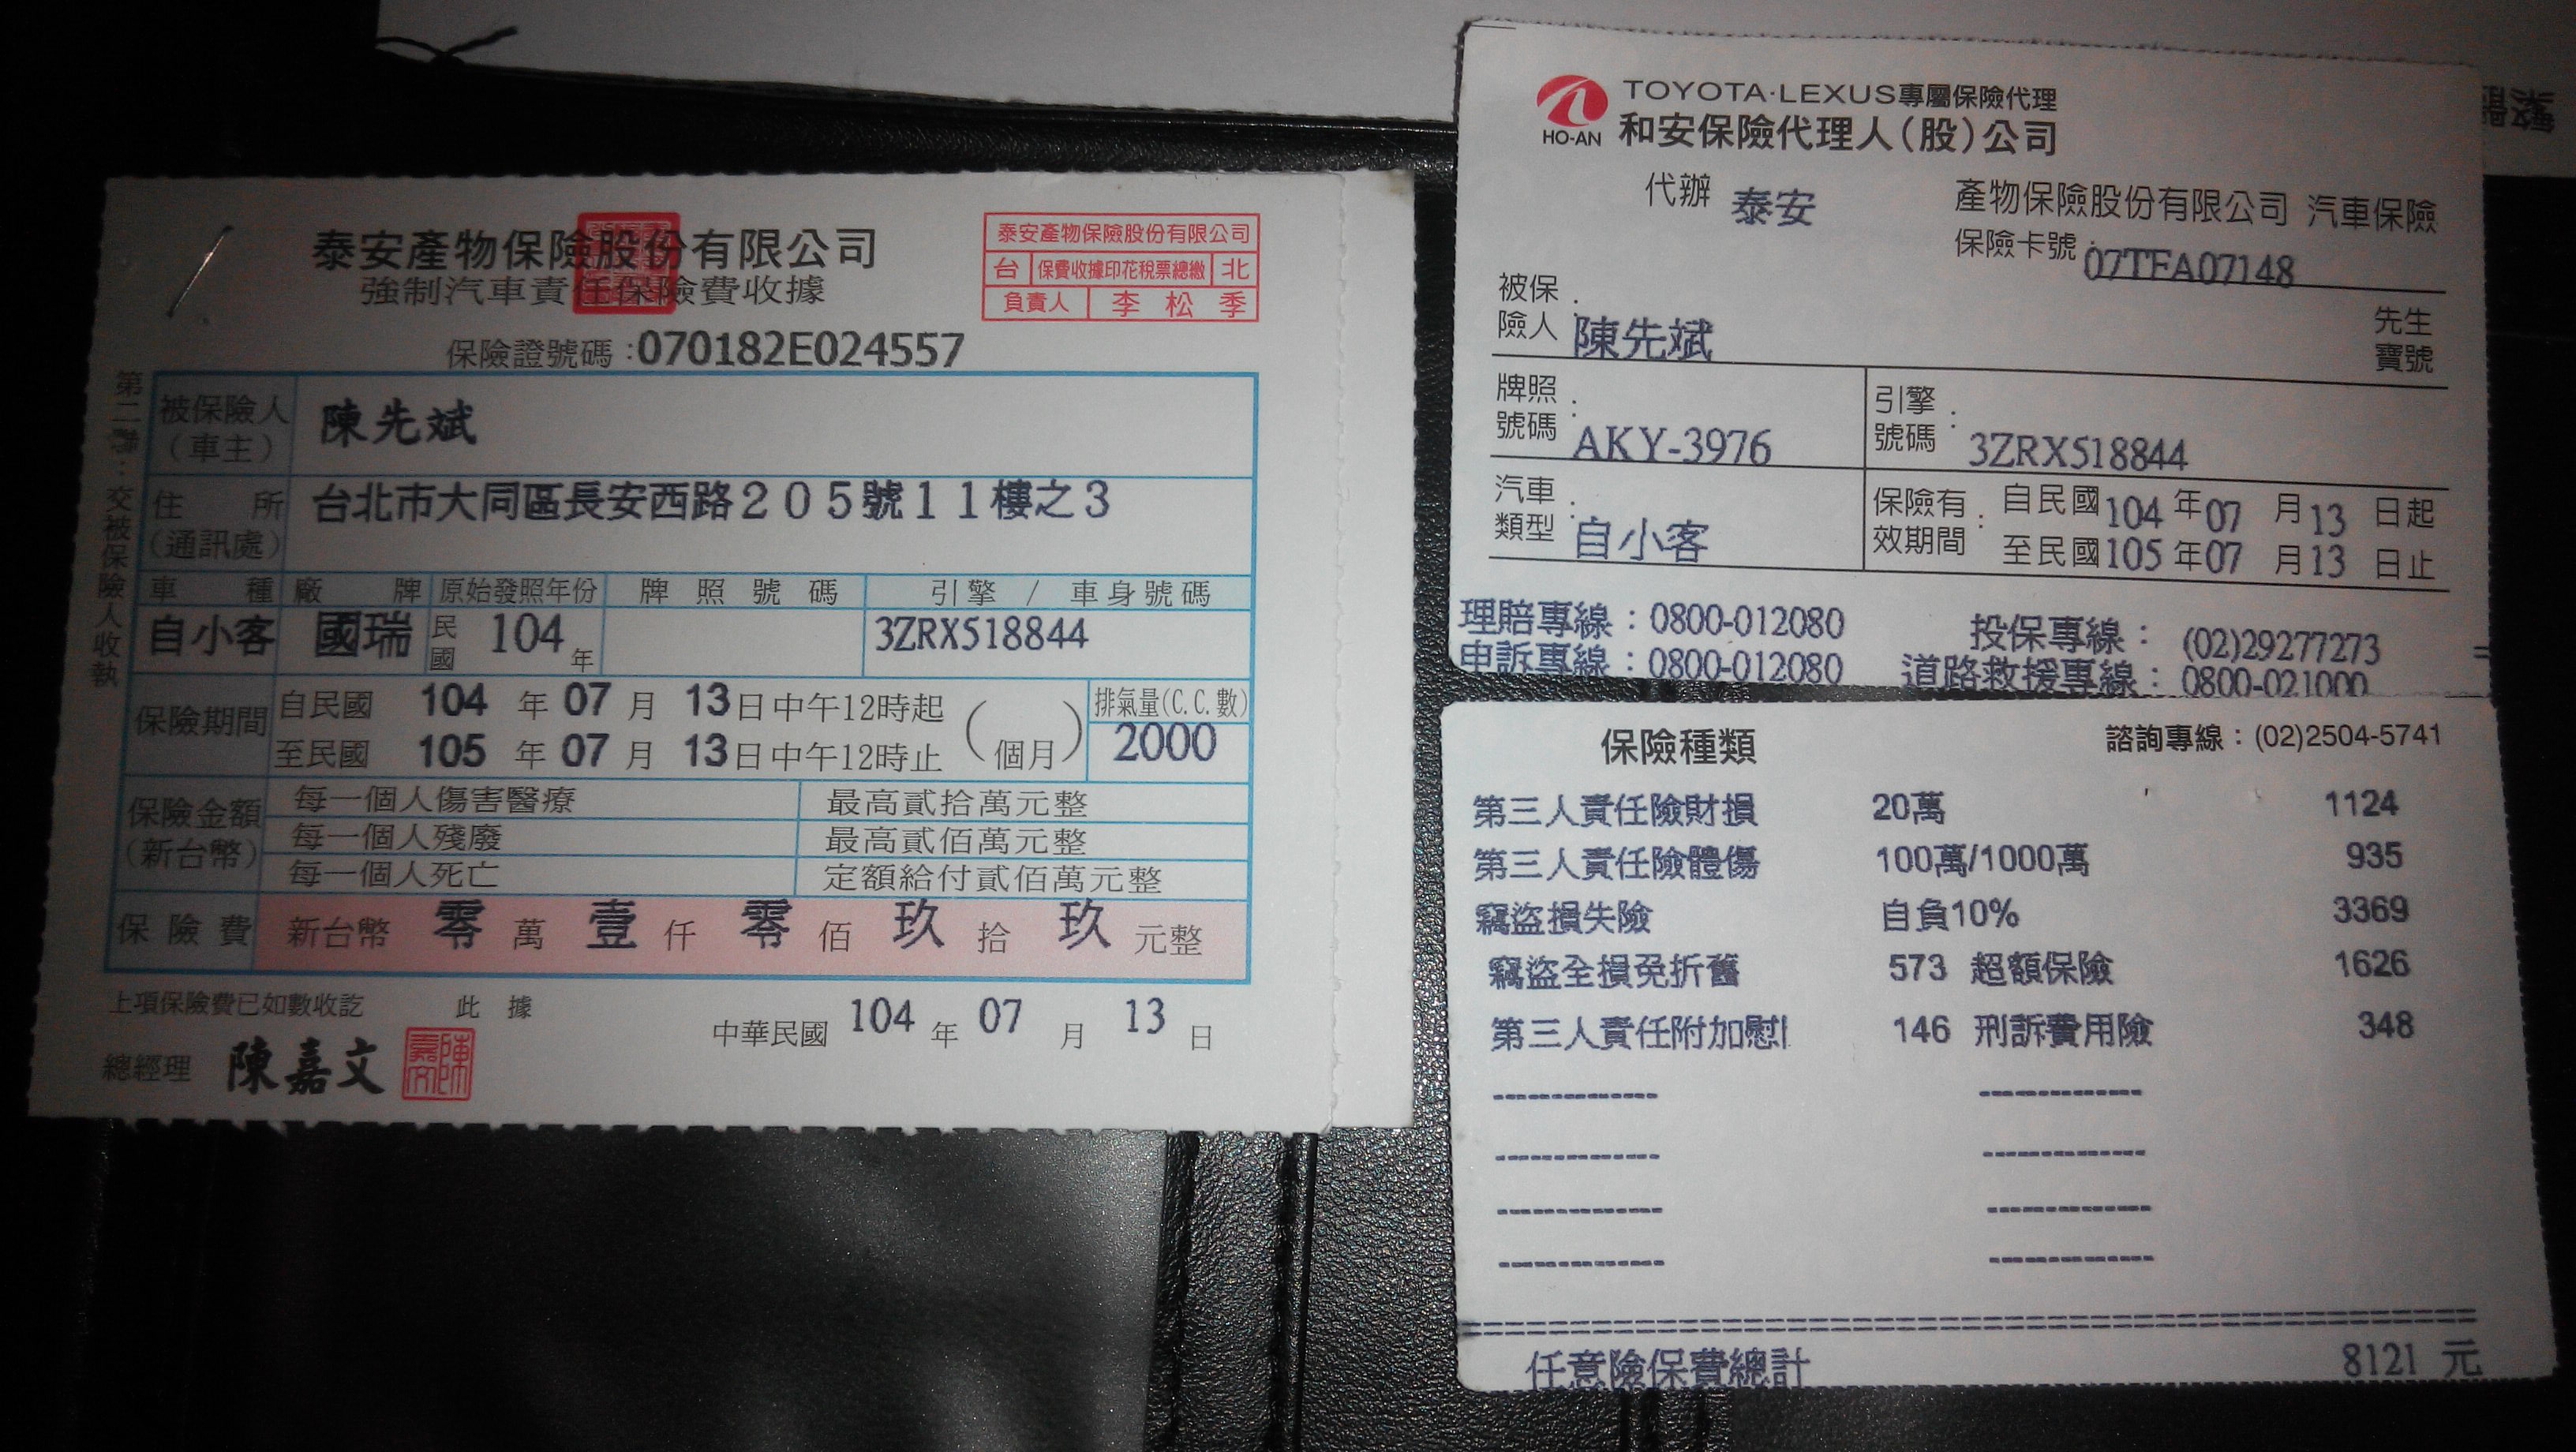 泰安產物保險股份有限公司
強制汽車責任保險費收據
泰安產物保險股份有限公司
台 保費收據印花稅票總繳 北
負責人 李松季
保險證號碼:070182E024557
第二聯：交被保險人收執
被保險人(車主) 陳先斌
住所(通訊處) 台北市大同區長安西路205號11樓之3
車種 廠牌 原始發照年份 牌照號碼 引擎/車身號碼
自小客 國瑞 民國 104 年 3ZRX518844
保險期間 自民國 104 年 07 月 13 日中午12時起 (個月) 排氣量(C.C.數)
至民國 105 年 07 月 13 日中午12時止 2000
保險金額(新台幣) 每一個人傷害醫療 最高貳拾萬元整
每一個人殘廢 最高貳佰萬元整
每一個人死亡 定額給付貳佰萬元整
保險費 新台幣 零 萬 壹 仟 零 佰 玖 拾 玖 元整
上項保險費已如數收訖 此據
中華民國 104 年 07 月 13 日
總經理 陳嘉文
TOYOTA·LEXUS專屬保險代理
HO-AN 和安保險代理人(股)公司
代辦 泰安 產物保險股份有限公司 汽車保險
保險卡號：07TFA07148
被保險人：陳先斌 先生 寶號
牌照號碼：AKY-3976 引擎號碼：3ZRX518844
汽車類型：自小客 保險有效期間：自民國104年07月13日起
至民國105年07月13日止
理賠專線：0800-012080 投保專線：(02)29277273
申訴專線：0800-012080 道路救援專線：0800-021000
保險種類 諮詢專線：(02)2504-5741
第三人責任險財損 20萬 1124
第三人責任險體傷 100萬/1000萬 935
竊盜損失險 自負10% 3369
竊盜全損免折舊 573 超額保險 1626
第三人責任附加慰 146 刑訴費用險 348
任意險保費總計 8121 元